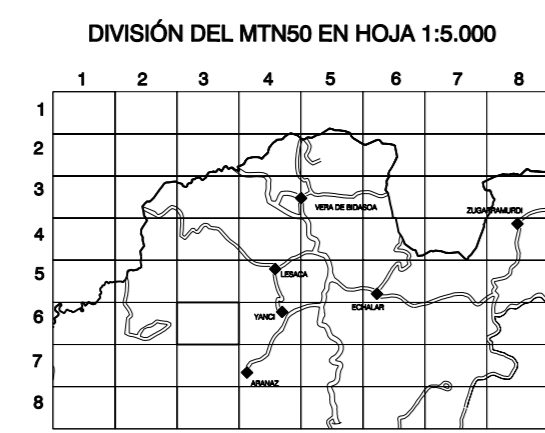 DIVISIÓN DEL MTN50 EN HOJA 1:5.000
1 2 3 4 5 6 7 8
1
2
3
VERA DE BIDASOA
ZUGARRAMURDI
4
5
LESACA
ECHALAR
6
YANCI
7
ARANAZ
8